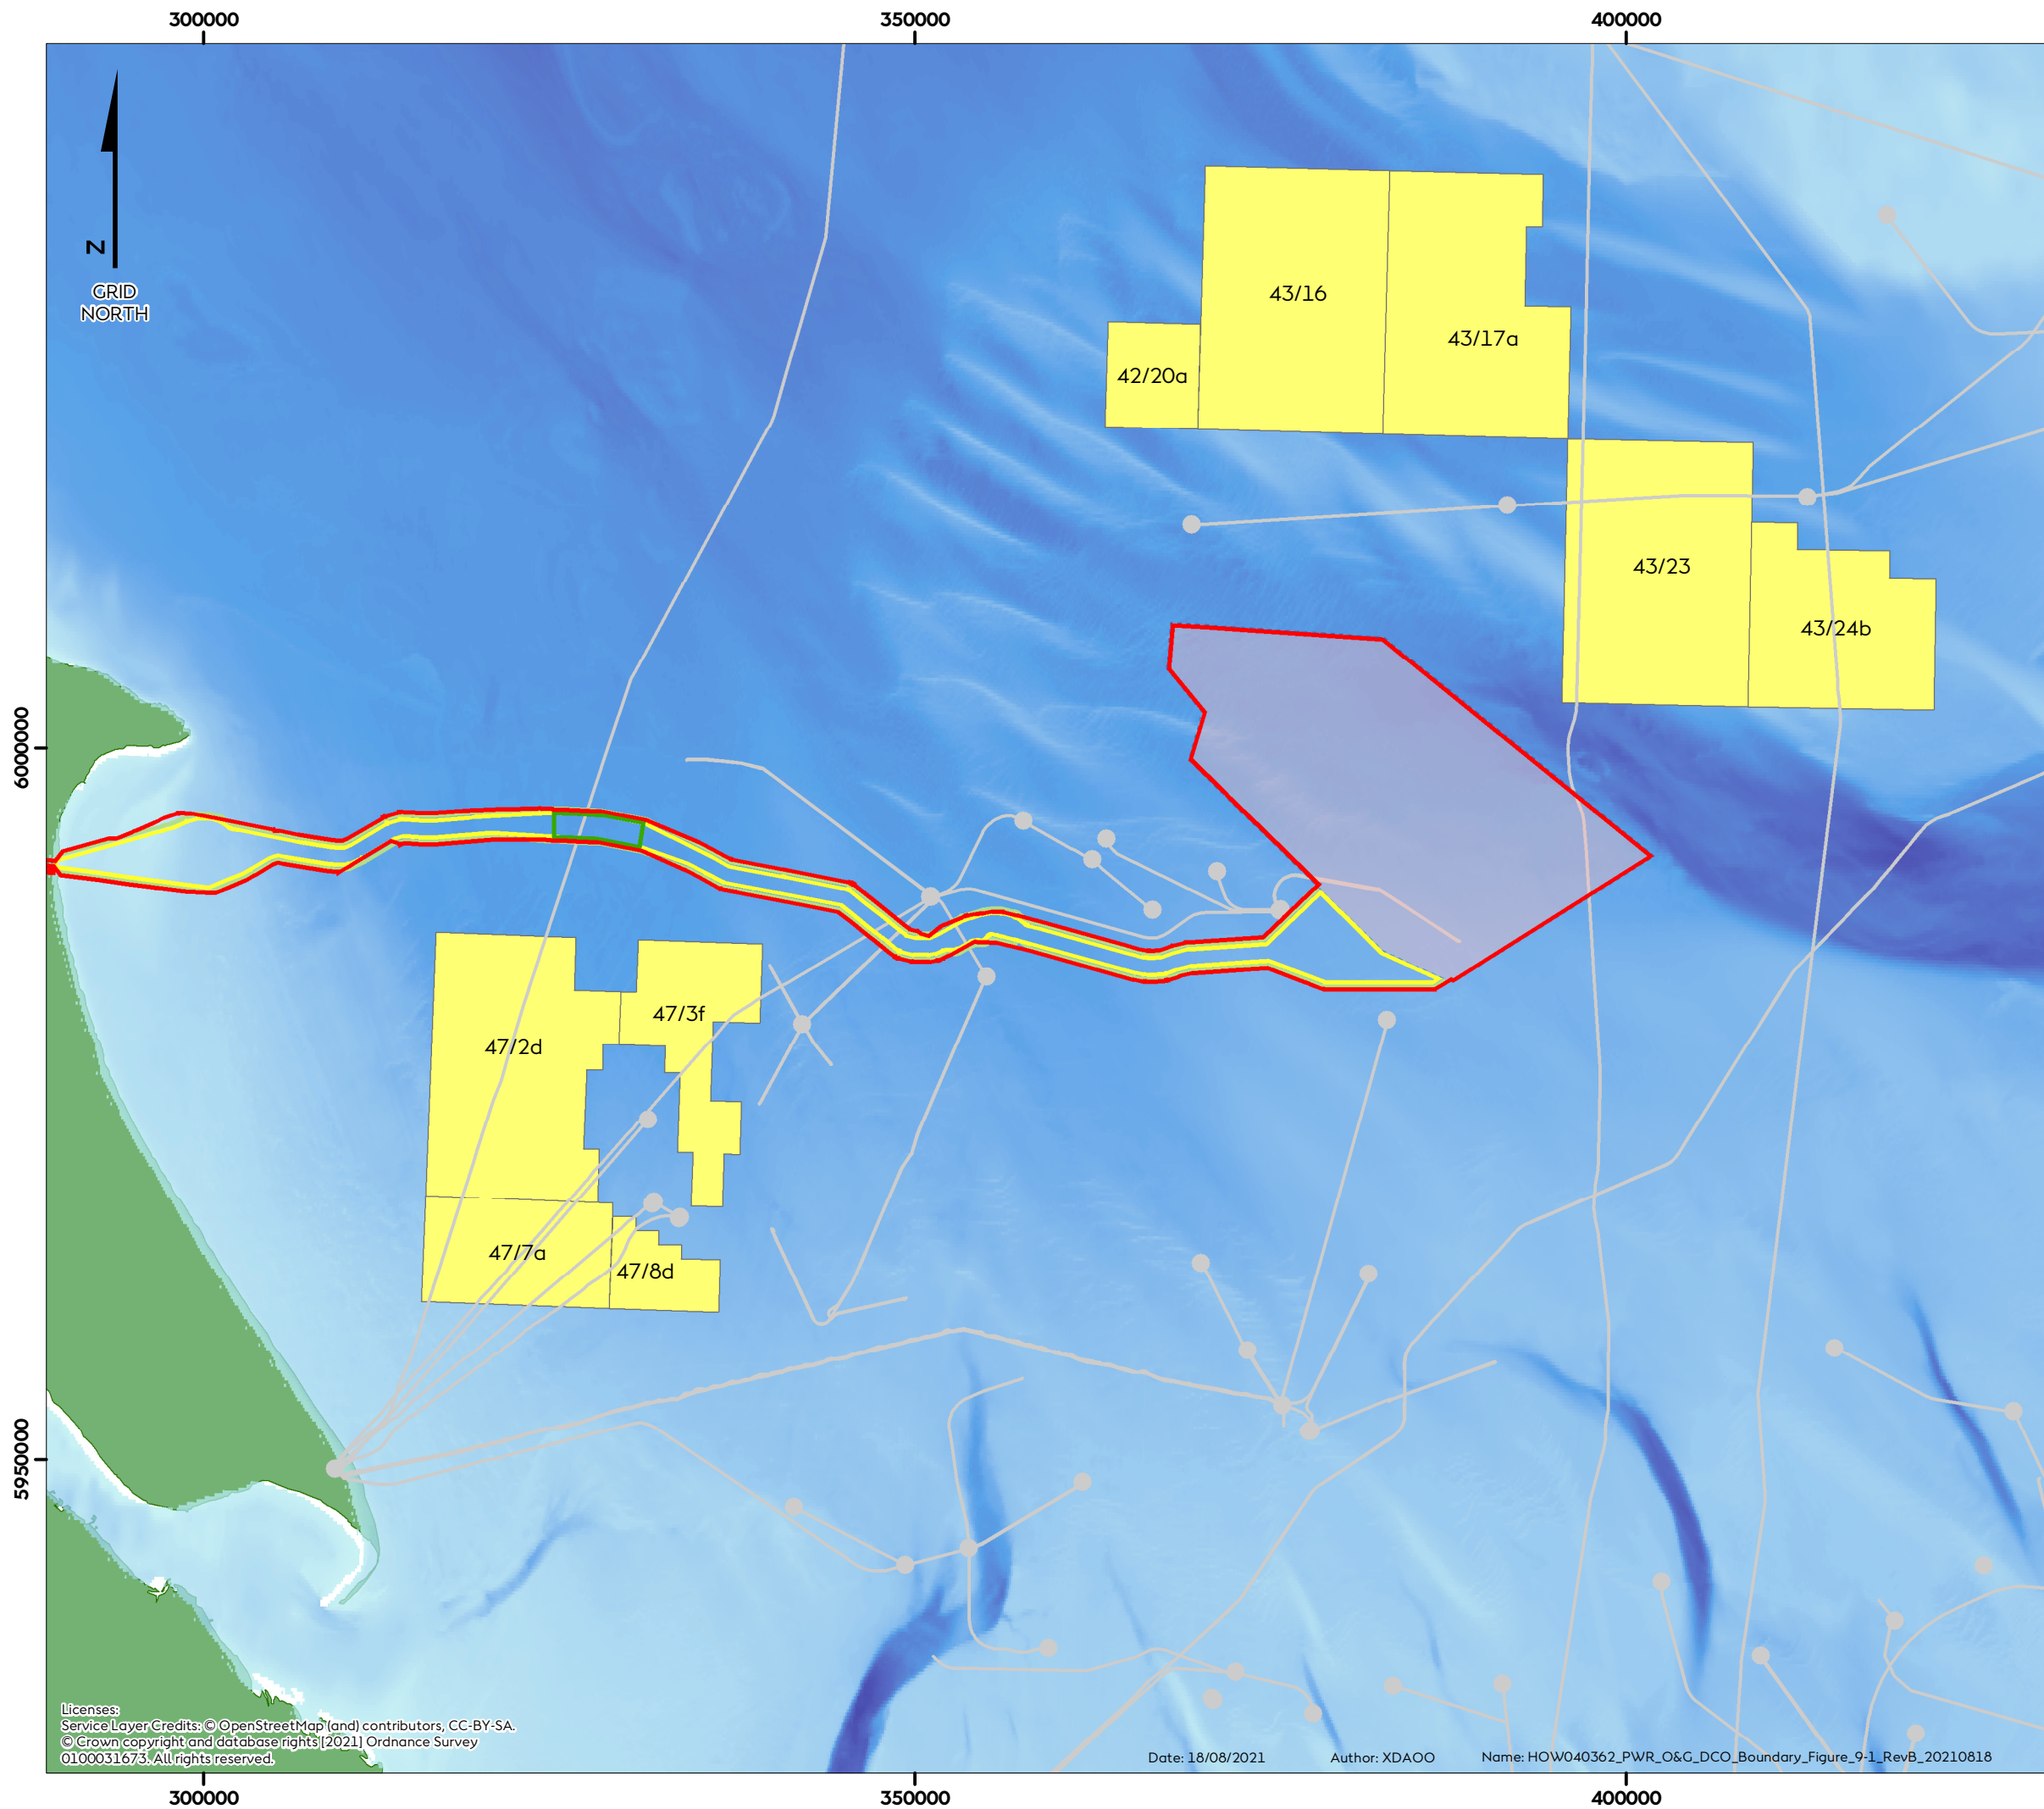 300000
350000
400000
N
GRID
NORTH
43/16
43/17a
42/20a
43/23
43/24b
6000000
47/3f
47/2d
47/7a
47/8d
5950000
Licenses:
Service Layer Credits: © OpenStreetMap (and) contributors, CC-BY-SA.
© Crown copyright and database rights [2021] Ordnance Survey
0100031673. All rights reserved.
Date: 18/08/2021
Author: XDAOO
Name: HOW040362_PWR_O&G_DCO_Boundary_Figure_9-1_RevB_20210818
300000
350000
400000